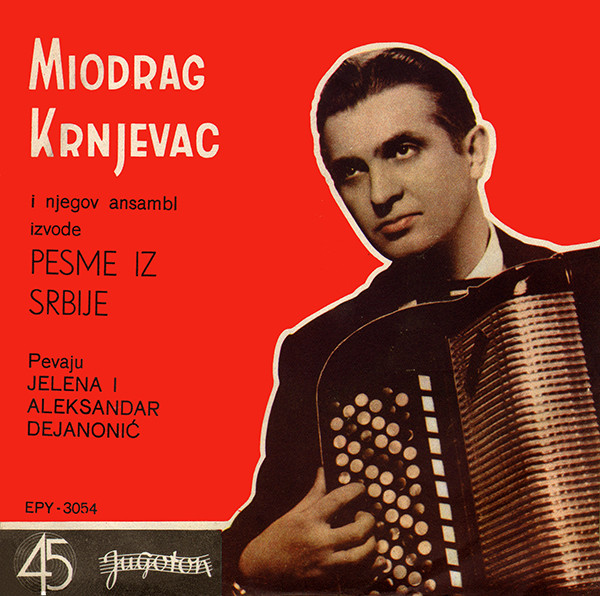 MIODRAG
KRNJEVAC
i njegov ansambl
izvode
PESME IZ
SRBIJE
Pevaju
JELENA I
ALEKSANDAR
DEJANONIĆ
EPY-3054
45 jugoton